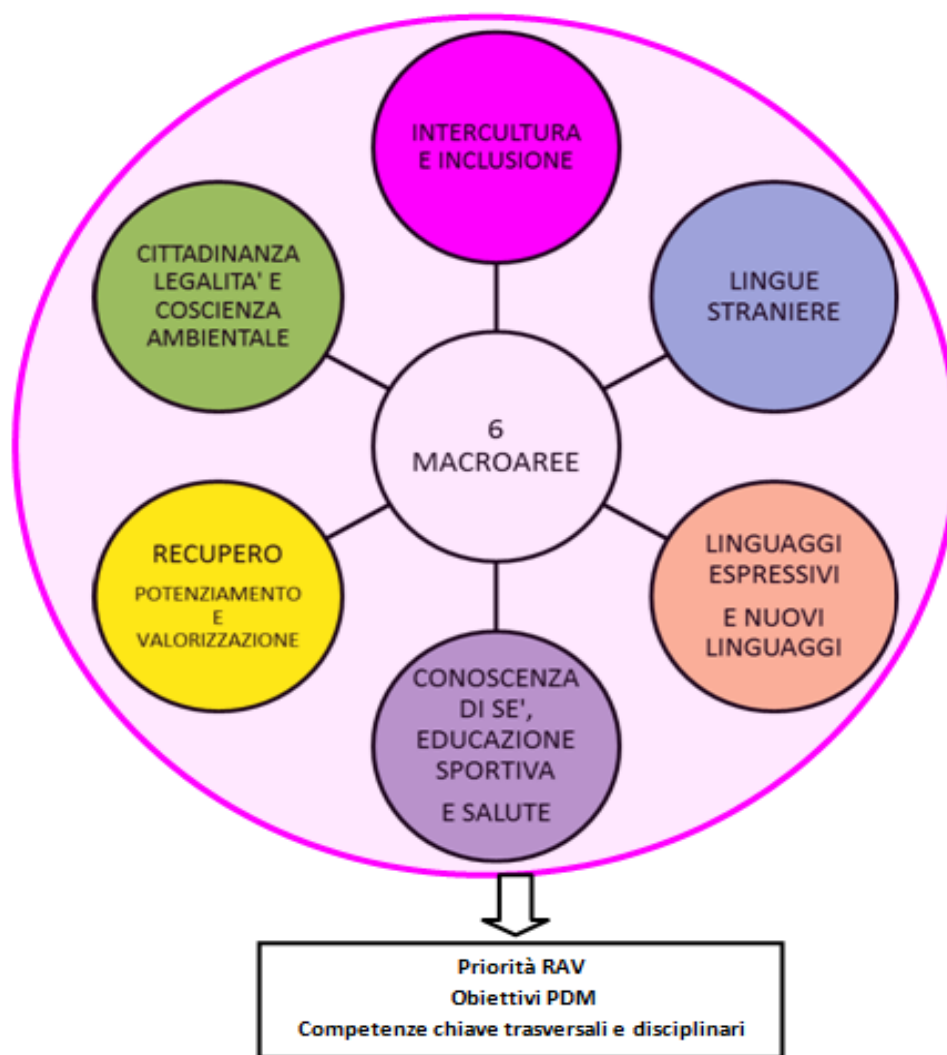 INTERCULTURA
E INCLUSIONE
CITTADINANZA
LEGALITA' E
COSCIENZA
AMBIENTALE
LINGUE
STRANIERE
6
MACROAREE
RECUPERO
POTENZIAMENTO
E
VALORIZZAZIONE
LINGUAGGI
ESPRESSIVI
E NUOVI
LINGUAGGI
CONOSCENZA
DI SE',
EDUCAZIONE
SPORTIVA
E SALUTE
Priorità RAV
Obiettivi PDM
Competenze chiave trasversali e disciplinari